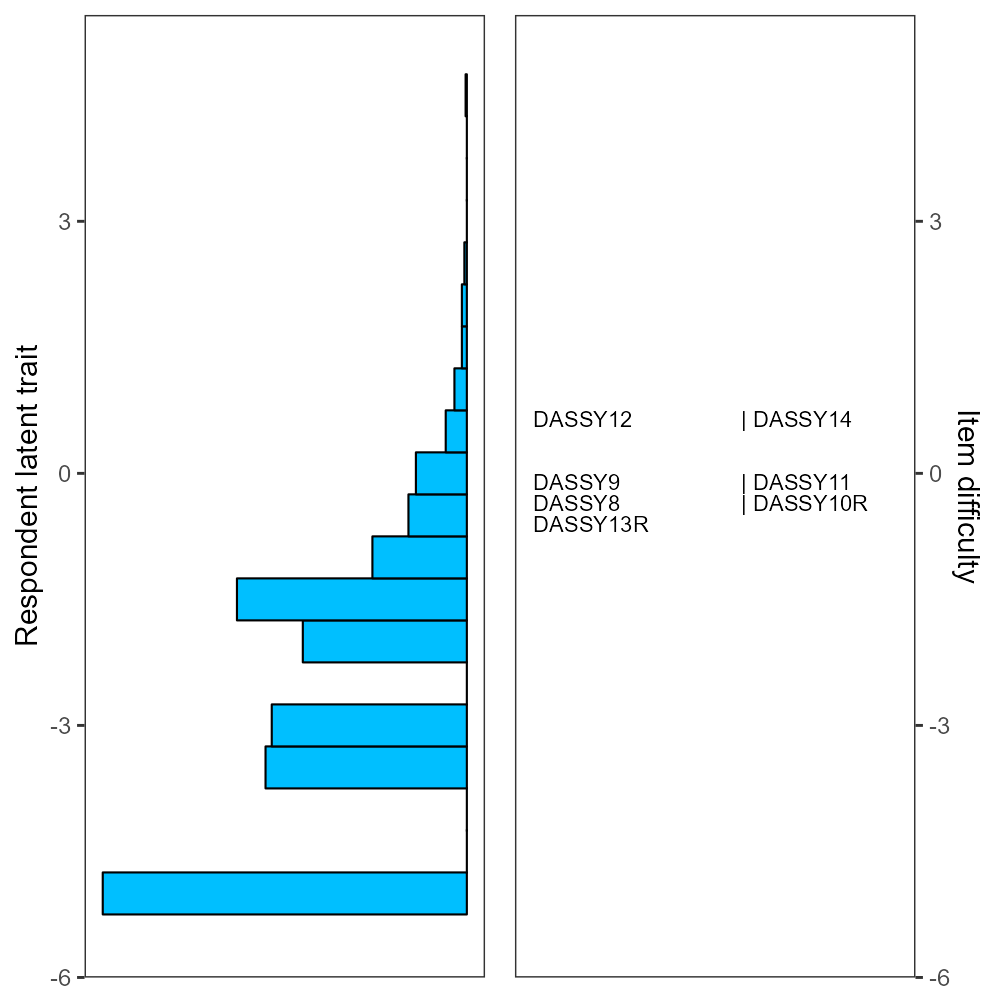 Respondent latent trait
3
0
-3
-6
DASSY12 | DASSY14
DASSY9 | DASSY11
DASSY8 | DASSY10R
DASSY13R
3
0
-3
-6
Item difficulty